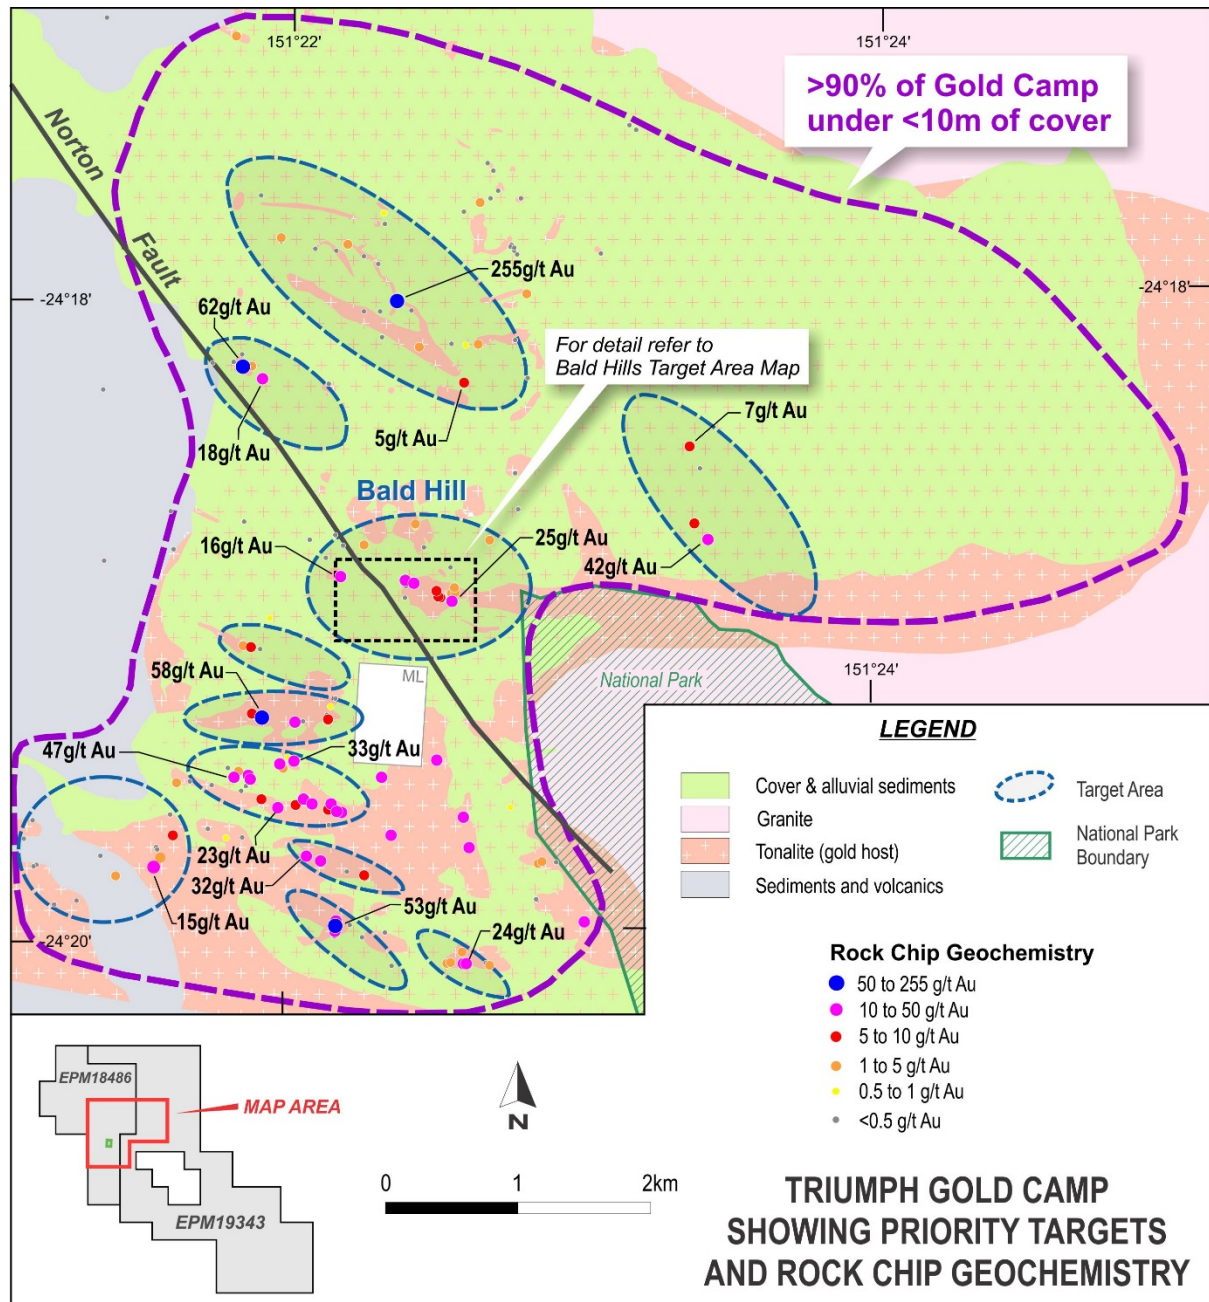 151°22'
151°24'
>90% of Gold Camp
under <10m of cover
Norton
Fault
255g/t Au
-24°18'
-24°18'
62g/t Au
For detail refer to
Bald Hills Target Area Map
18g/t Au
5g/t Au
7g/t Au
Bald Hill
16g/t Au
25g/t Au
42g/t Au
58g/t Au
ML
National Park
151°24'
47g/t Au
33g/t Au
23g/t Au
32g/t Au
15g/t Au
53g/t Au
24g/t Au
-24°20'
LEGEND
Cover & alluvial sediments
Granite
Tonalite (gold host)
Sediments and volcanics
Target Area
National Park
Boundary
Rock Chip Geochemistry
50 to 255 g/t Au
10 to 50 g/t Au
5 to 10 g/t Au
1 to 5 g/t Au
0.5 to 1 g/t Au
<0.5 g/t Au
EPM18486
MAP AREA
EPM19343
N
0
1
2km
TRIUMPH GOLD CAMP
SHOWING PRIORITY TARGETS
AND ROCK CHIP GEOCHEMISTRY